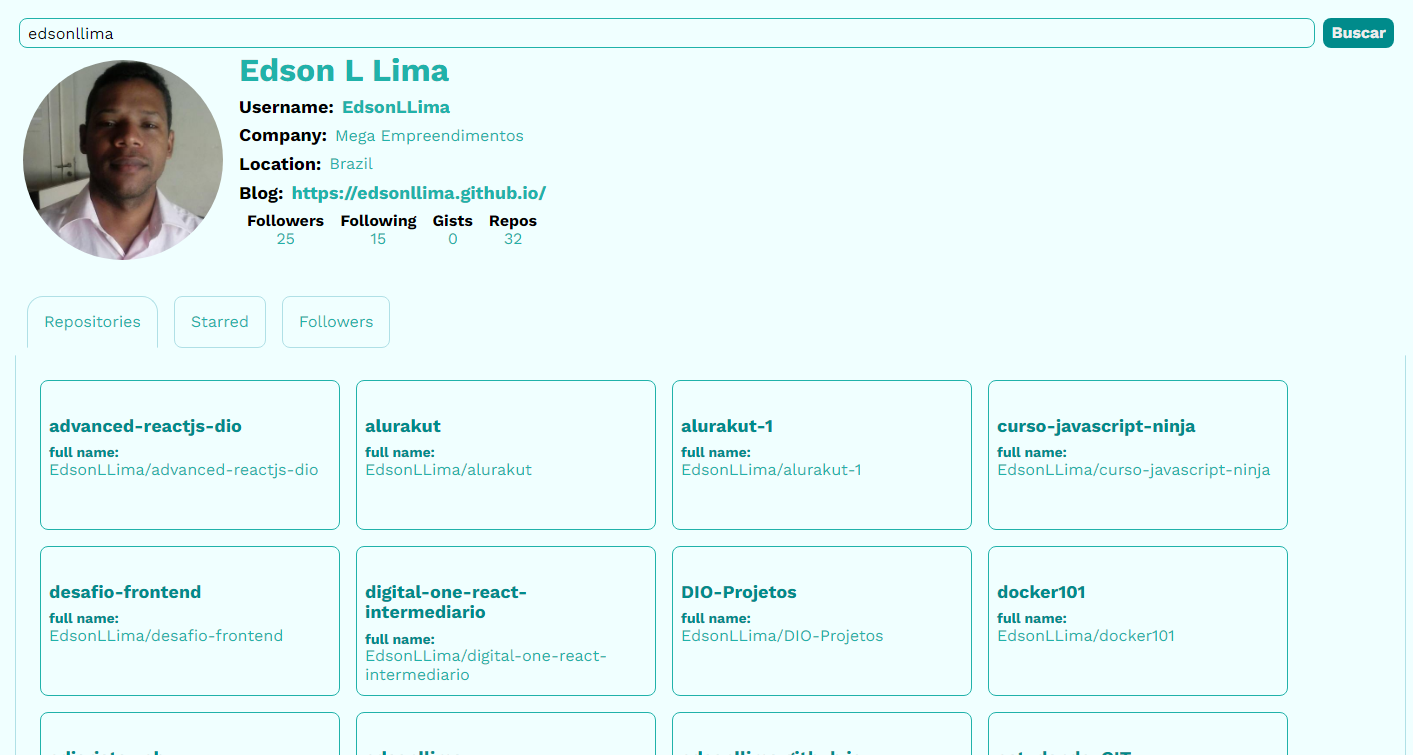 edsonllima
Buscar
Edson L Lima
Username: EdsonLLima
Company: Mega Empreendimentos
Location: Brazil
Blog: https://edsonllima.github.io/
Followers Following Gists Repos
25 15 0 32
Repositories Starred Followers
advanced-reactjs-dio
full name:
EdsonLLima/advanced-reactjs-dio
alurakut
full name:
EdsonLLima/alurakut
alurakut-1
full name:
EdsonLLima/alurakut-1
curso-javascript-ninja
full name:
EdsonLLima/curso-javascript-ninja
desafio-frontend
full name:
EdsonLLima/desafio-frontend
digital-one-react-
intermediario
full name:
EdsonLLima/digital-one-react-
intermediario
DIO-Projetos
full name:
EdsonLLima/DIO-Projetos
docker101
full name:
EdsonLLima/docker101